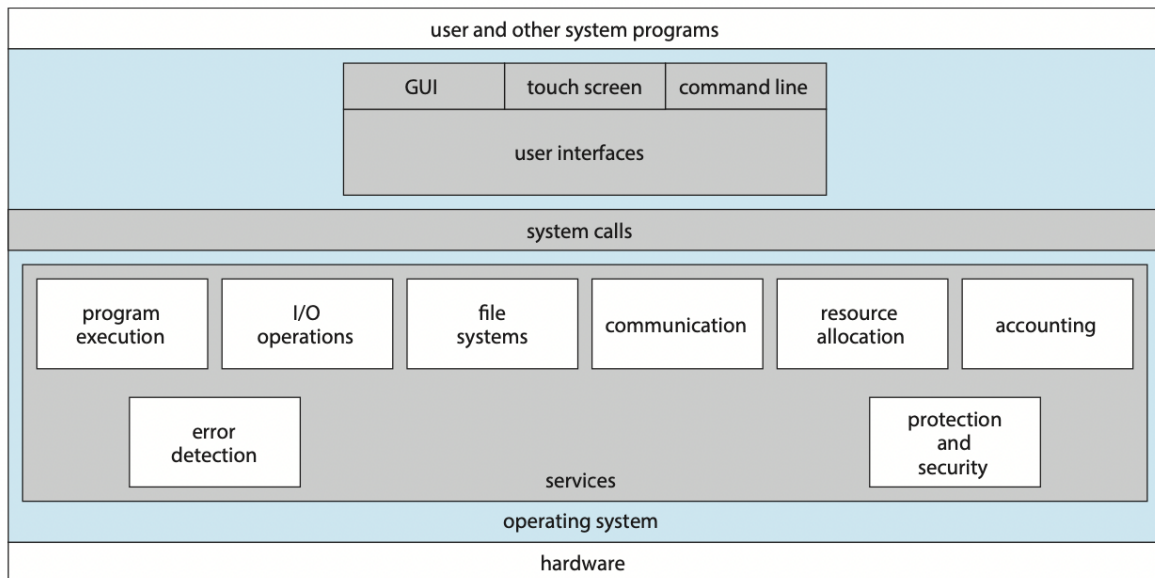 user and other system programs
GUI
touch screen
command line
user interfaces
system calls
program
execution
I/O
operations
file
systems
communication
resource
allocation
accounting
error
detection
protection
and
security
services
operating system
hardware